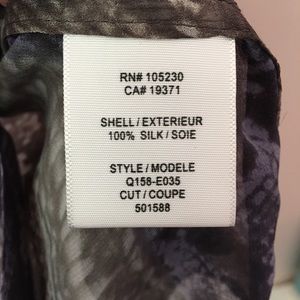 RN# 105230
CA# 19371
SHELL / EXTERIEUR
100% SILK / SOIE
STYLE / MODELE
Q158-E035
CUT / COUPE
501588